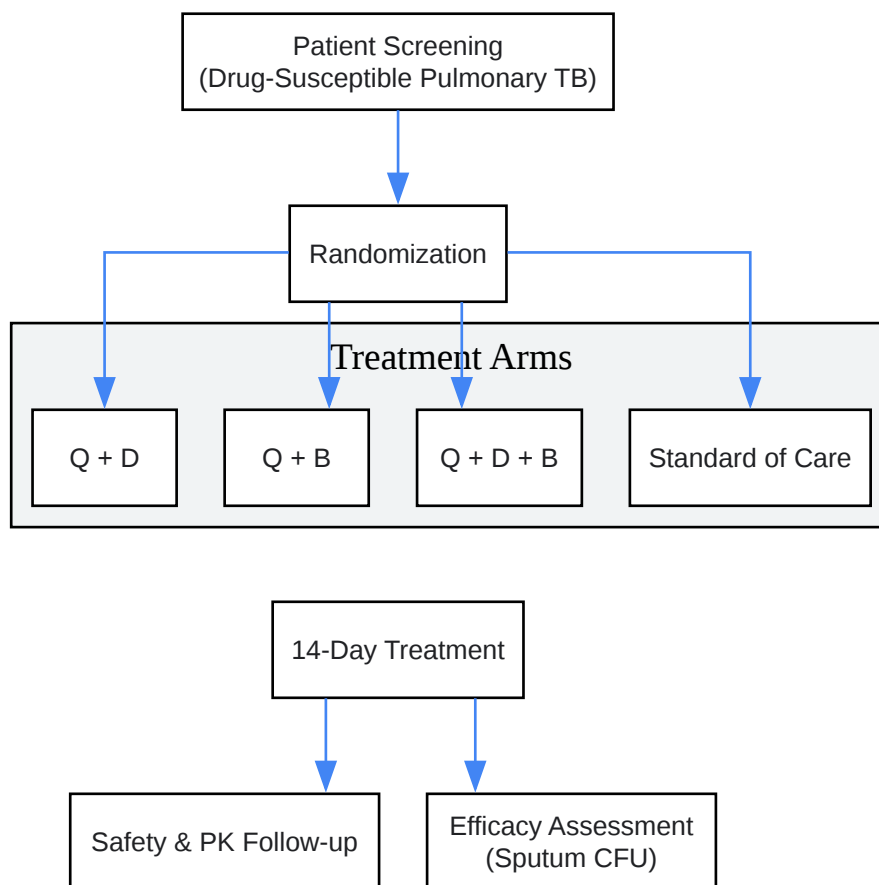 Patient Screening
(Drug-Susceptible Pulmonary TB)
Randomization
Treatment Arms
Q + D
Q + B
Q + D + B
Standard of Care
14-Day Treatment
Safety & PK Follow-up
Efficacy Assessment
(Sputum CFU)